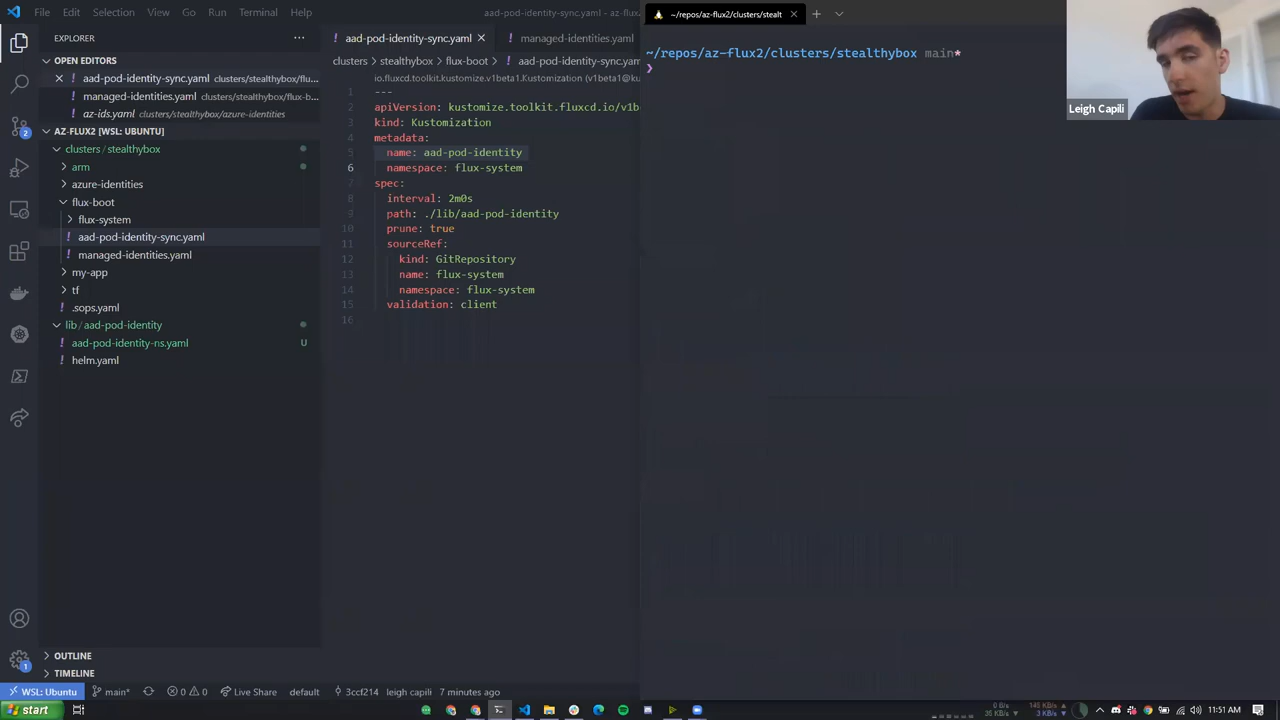 File Edit Selection View Go Run Terminal Help
aad-pod-identity-sync.yaml - az-fl
EXPLORER
OPEN EDITORS
aad-pod-identity-sync.yaml clusters/stealthybox/flu...
managed-identities.yaml clusters/stealthybox/flux-b...
az-ids.yaml clusters/stealthybox/azure-identities
AZ-FLUX2 [WSL: UBUNTU]
clusters / stealthybox
arm
azure-identities
flux-boot
flux-system
aad-pod-identity-sync.yaml
managed-identities.yaml
my-app
tf
.sops.yaml
lib / aad-pod-identity
aad-pod-identity-ns.yaml U
helm.yaml
OUTLINE
TIMELINE
aad-pod-identity-sync.yaml
managed-identities.yaml
clusters > stealthybox > flux-boot > ! aad-pod-identity-sync.yam
io.fluxcd.toolkit.kustomize.v1beta1.Kustomization (v1beta1@ku
1 ---
2 apiVersion: kustomize.toolkit.fluxcd.io/v1b
3 kind: Kustomization
4 metadata:
5 name: aad-pod-identity
6 namespace: flux-system
7 spec:
8 interval: 2m0s
9 path: ./lib/aad-pod-identity
10 prune: true
11 sourceRef:
12 kind: GitRepository
13 name: flux-system
14 namespace: flux-system
15 validation: client
16
~/repos/az-flux2/clusters/stealt
~/repos/az-flux2/clusters/stealthybox main*
❯
Leigh Capili
WSL: Ubuntu main* 0 0 Live Share default 3ccf214 leigh capili 7 minutes ago
2
1
start
11:51 AM